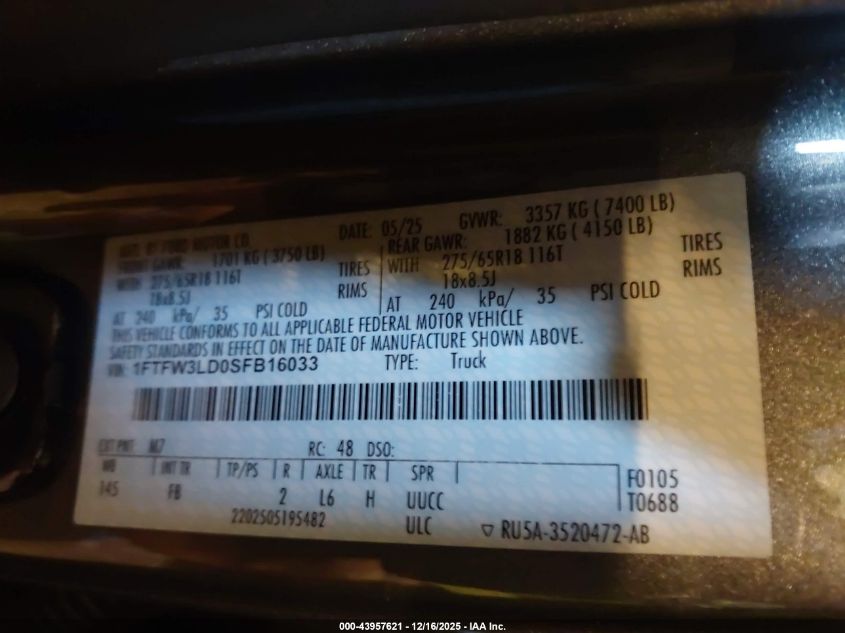 MFD. BY FORD MOTOR CO. DATE: 05/25 GVWR: 3357 KG ( 7400 LB)
FRONT GAWR: 1701 KG ( 3750 LB) REAR GAWR: 1882 KG ( 4150 LB)
WITH 275/65R18 116T TIRES WITH 275/65R18 116T TIRES
18x8.5J RIMS 18x8.5J RIMS
AT 240 kPa/ 35 PSI COLD AT 240 kPa/ 35 PSI COLD
THIS VEHICLE CONFORMS TO ALL APPLICABLE FEDERAL MOTOR VEHICLE
SAFETY STANDARDS IN EFFECT ON THE DATE OF MANUFACTURE SHOWN ABOVE.
VIN: 1FTFW3LD0SFB16033 TYPE: Truck
EXT PNT: M7 RC: 48 DSO:
WB INT TR TP/PS R AXLE TR SPR F0105
145 FB 2 L6 H UUCC T0688
2202505195482 ULC RU5A-3520472-AB
000-43957621 - 12/16/2025 - IAA Inc.